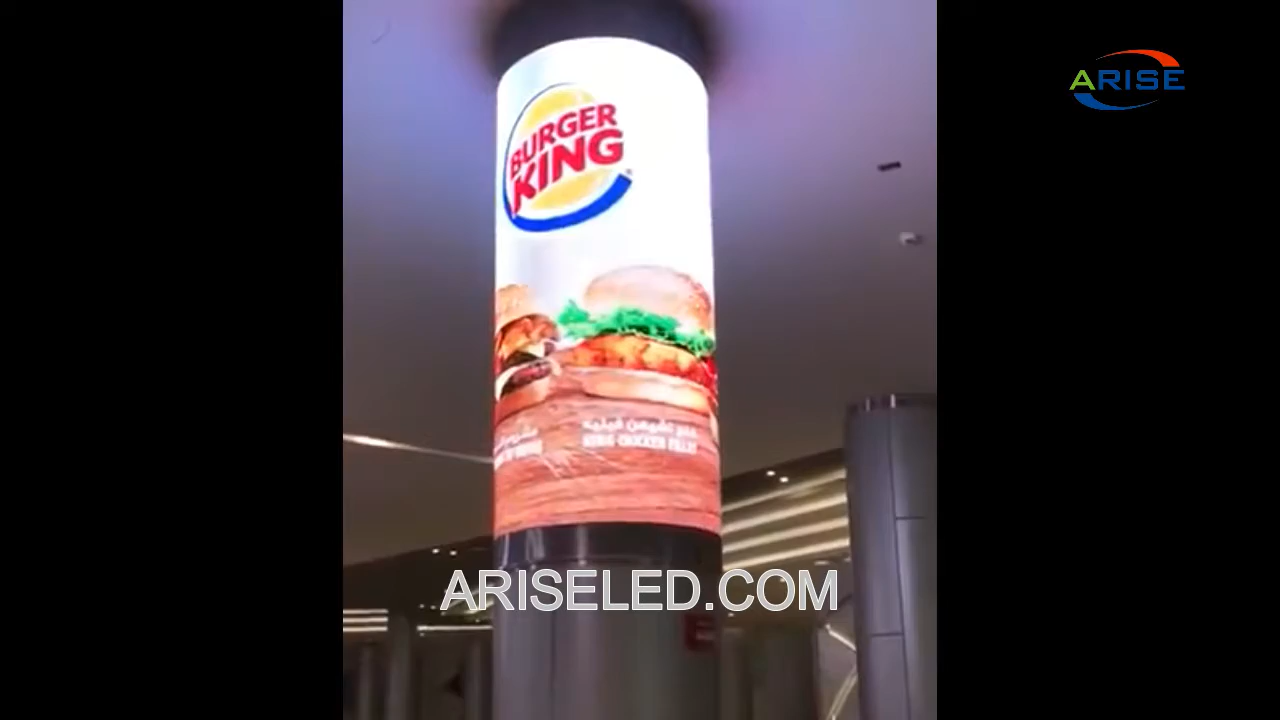 ARISE
BURGER
KING
KING CHICKEN FILLET
ARISELED.COM